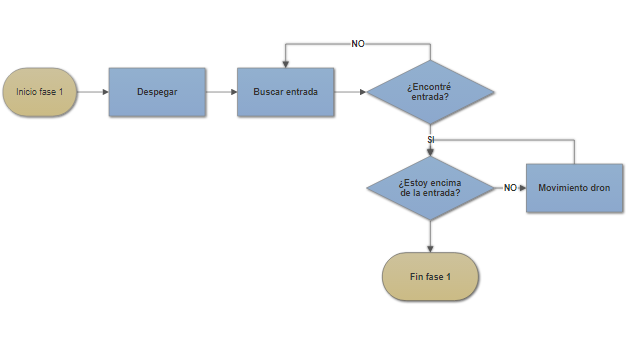 NO
Inicio fase 1
Despegar
Buscar entrada
¿Encontré
entrada?
SI
¿Estoy encima
de la entrada?
NO
Movimiento dron
Fin fase 1